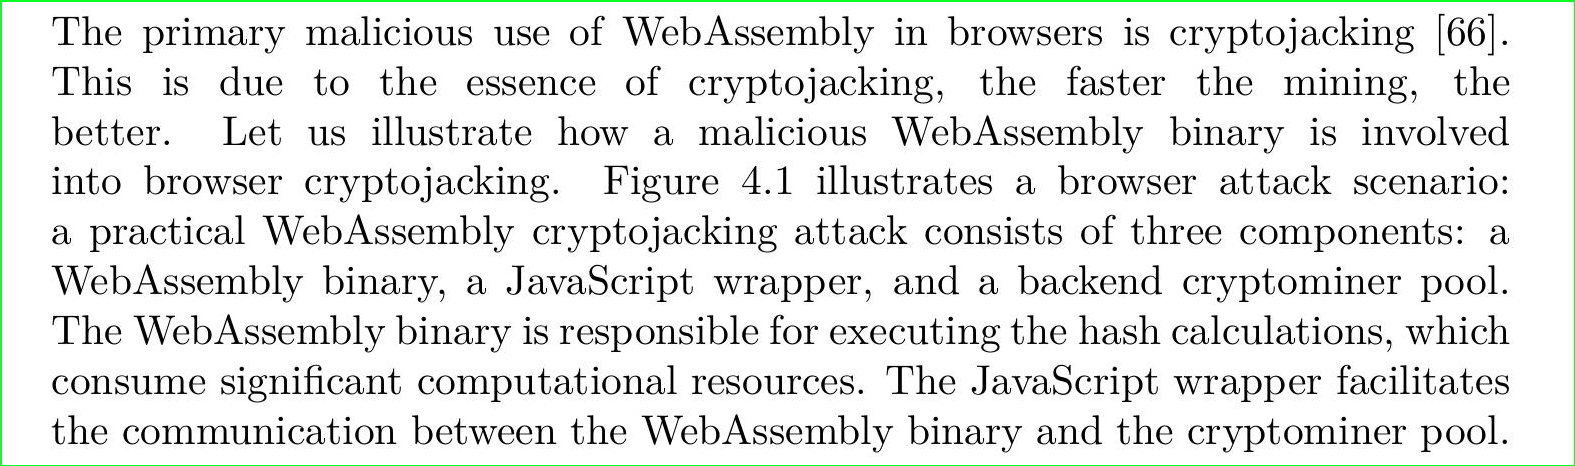 The primary malicious use of WebAssembly in browsers is cryptojacking [66].
This is due to the essence of cryptojacking, the faster the mining, the
better. Let us illustrate how a malicious WebAssembly binary is involved
into browser cryptojacking. Figure 4.1 illustrates a browser attack scenario:
a practical WebAssembly cryptojacking attack consists of three components: a
WebAssembly binary, a JavaScript wrapper, and a backend cryptominer pool.
The WebAssembly binary is responsible for executing the hash calculations, which
consume significant computational resources. The JavaScript wrapper facilitates
the communication between the WebAssembly binary and the cryptominer pool.